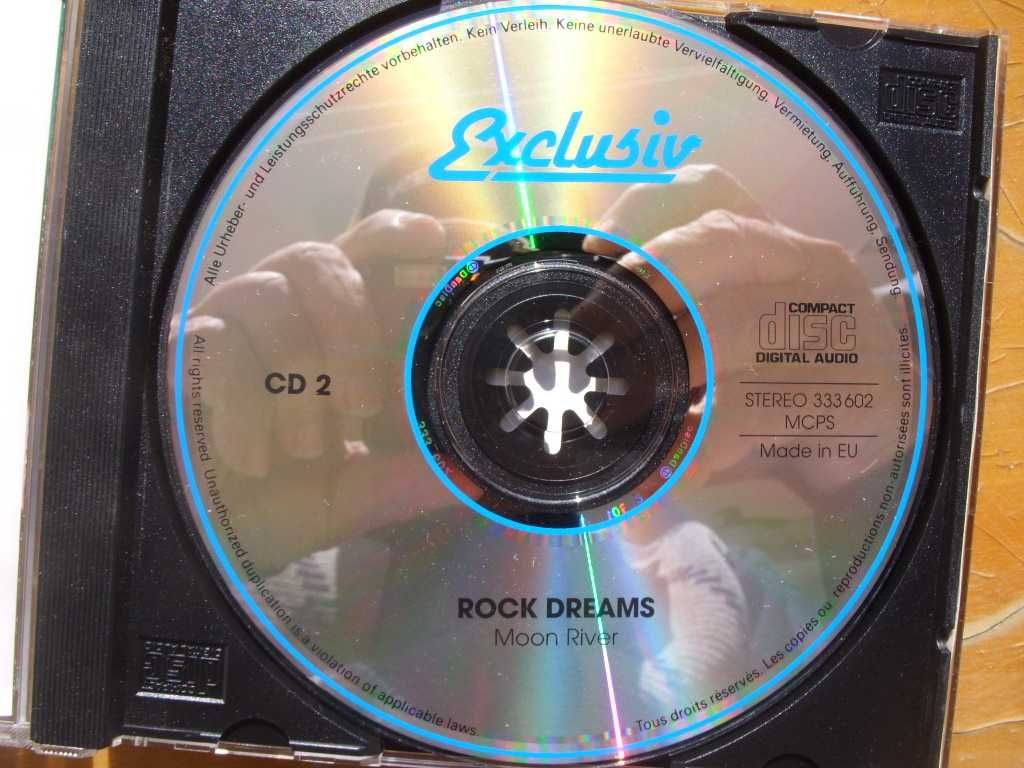 Alle Urheber- und Leistungsschutzrechte vorbehalten. Kein Verleih. Keine unerlaubte Vervielfältigung, Vermietung, Aufführung, Sendung.
Exclusiv
COMPACT
disc
DIGITAL AUDIO
CD 2
STEREO 333602
MCPS
Made in EU
ROCK DREAMS
Moon River
All rights reserved. Unauthorized duplication is a violation of applicable laws.
Tous droits réservés. Les copies ou reproductions non-autorisées sont illicites.
disc